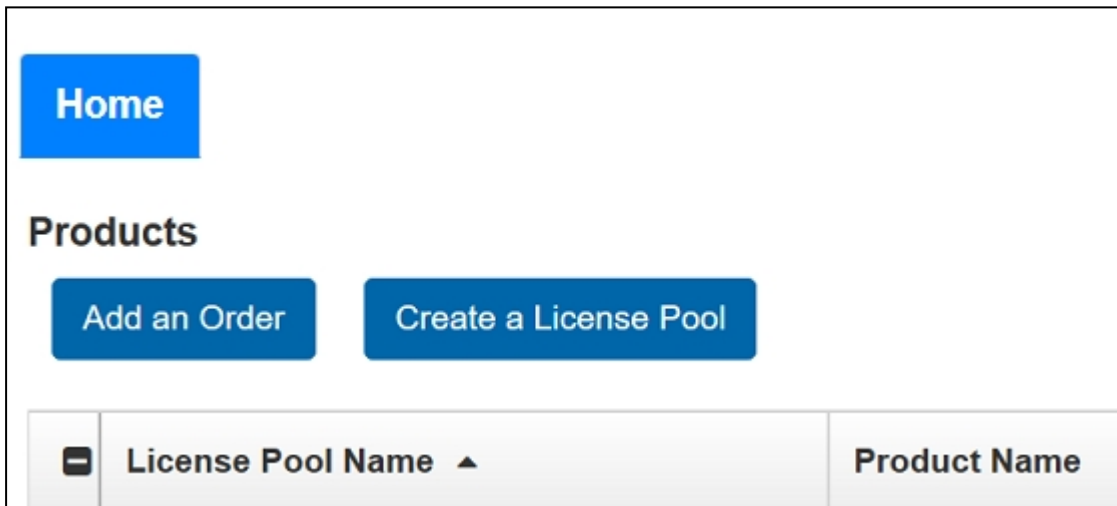 Home
Products
Add an Order Create a License Pool
License Pool Name Product Name